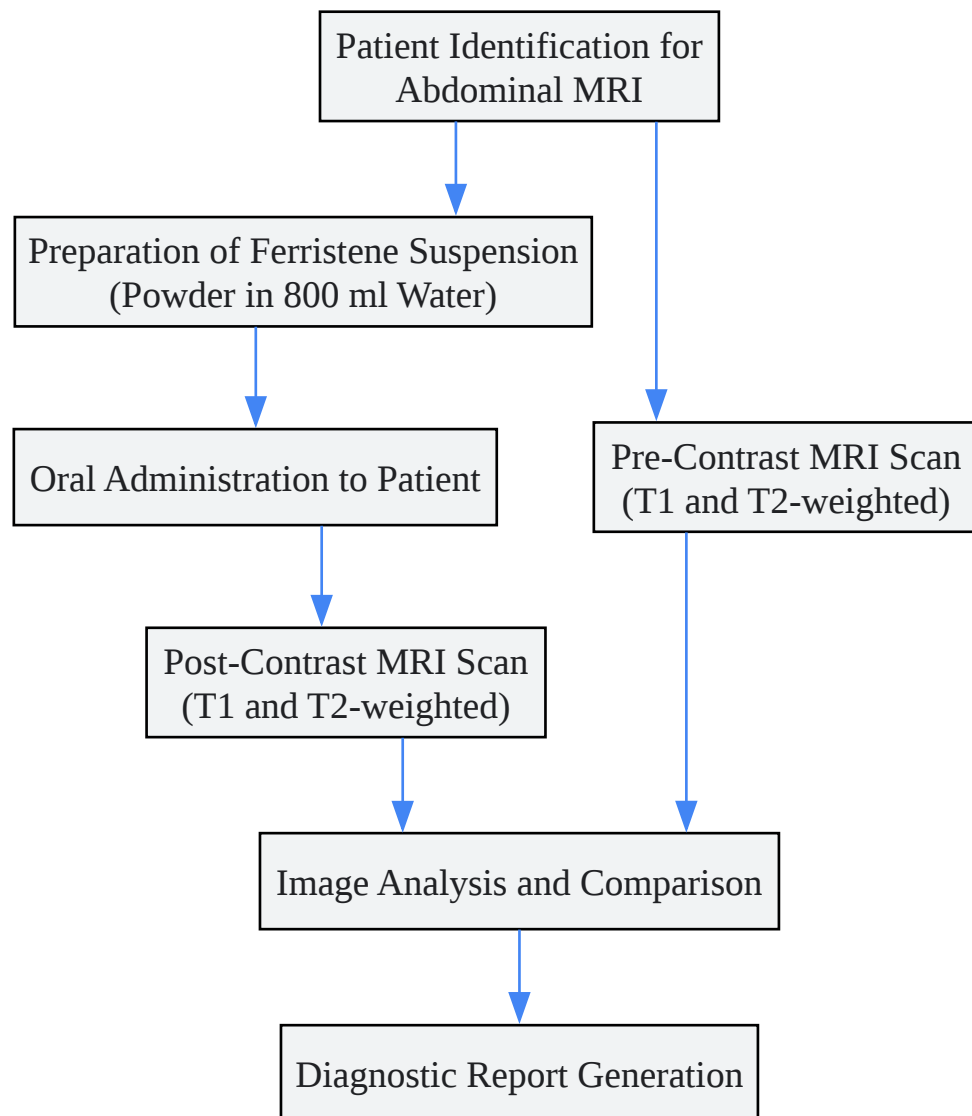 Patient Identification for
Abdominal MRI
Preparation of Ferristene Suspension
(Powder in 800 ml Water)
Oral Administration to Patient
Pre-Contrast MRI Scan
(T1 and T2-weighted)
Post-Contrast MRI Scan
(T1 and T2-weighted)
Image Analysis and Comparison
Diagnostic Report Generation